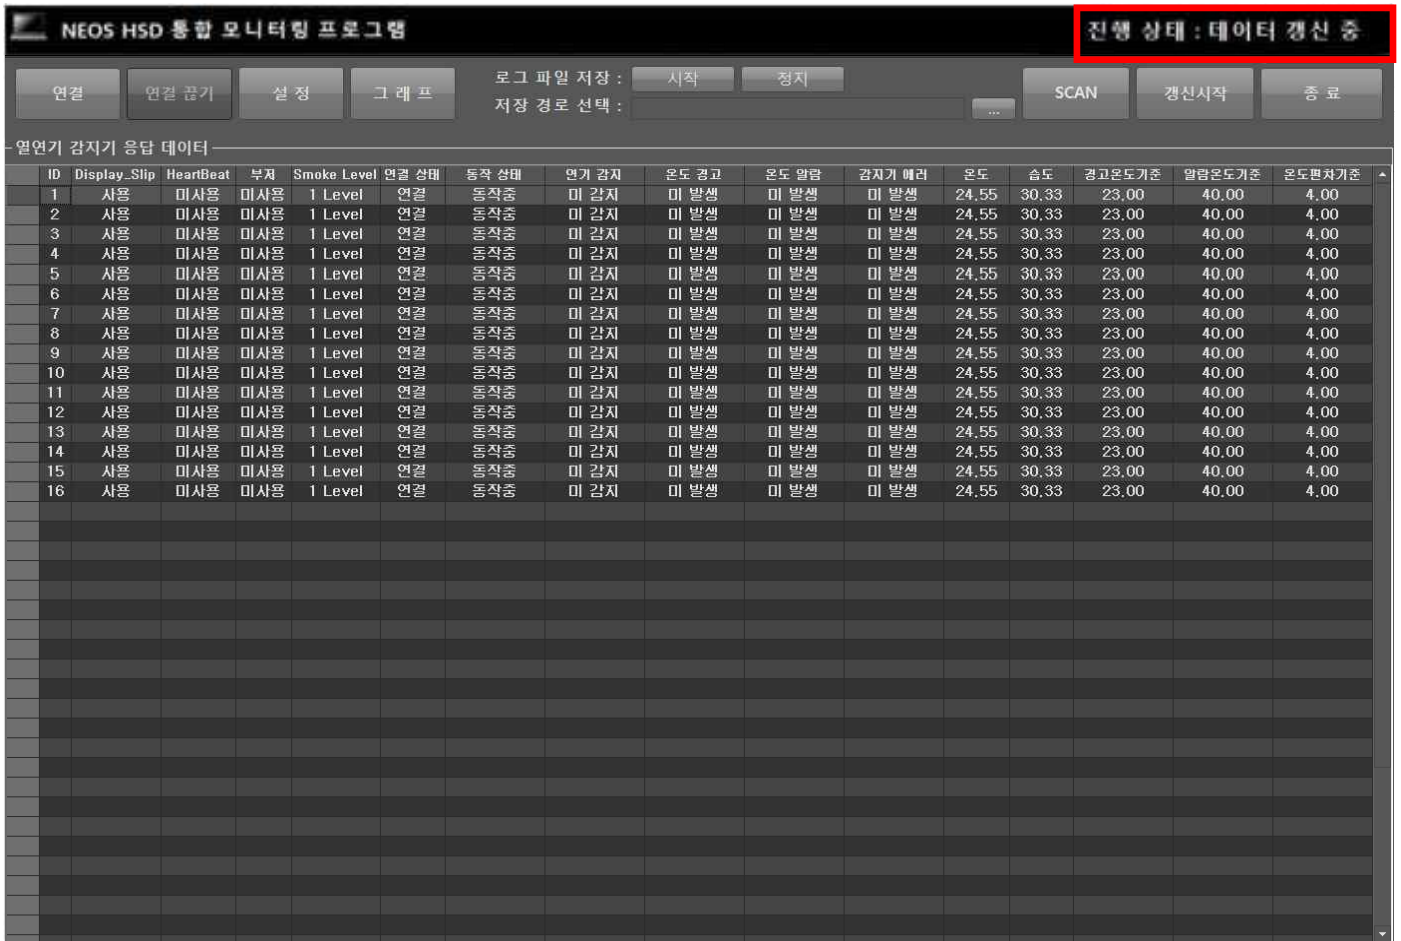 NEOS HSD 통합 모니터링 프로그램
진행 상태 : 데이터 갱신 중
연결 연결 끊기 설 정 그 래 프 로그 파일 저장 : 시작 정지 SCAN 갱신시작 종 료
저장 경로 선택 : ...
열연기 감지기 응답 데이터
ID Display_Slip HeartBeat 부저 Smoke Level 연결 상태 동작 상태 연기 감지 온도 경고 온도 알람 감지기 에러 온도 습도 경고온도기준 알람온도기준 온도편차기준
1 사용 미사용 미사용 1 Level 연결 동작중 미 감지 미 발생 미 발생 미 발생 24.55 30.33 23.00 40.00 4.00
2 사용 미사용 미사용 1 Level 연결 동작중 미 감지 미 발생 미 발생 미 발생 24.55 30.33 23.00 40.00 4.00
3 사용 미사용 미사용 1 Level 연결 동작중 미 감지 미 발생 미 발생 미 발생 24.55 30.33 23.00 40.00 4.00
4 사용 미사용 미사용 1 Level 연결 동작중 미 감지 미 발생 미 발생 미 발생 24.55 30.33 23.00 40.00 4.00
5 사용 미사용 미사용 1 Level 연결 동작중 미 감지 미 발생 미 발생 미 발생 24.55 30.33 23.00 40.00 4.00
6 사용 미사용 미사용 1 Level 연결 동작중 미 감지 미 발생 미 발생 미 발생 24.55 30.33 23.00 40.00 4.00
7 사용 미사용 미사용 1 Level 연결 동작중 미 감지 미 발생 미 발생 미 발생 24.55 30.33 23.00 40.00 4.00
8 사용 미사용 미사용 1 Level 연결 동작중 미 감지 미 발생 미 발생 미 발생 24.55 30.33 23.00 40.00 4.00
9 사용 미사용 미사용 1 Level 연결 동작중 미 감지 미 발생 미 발생 미 발생 24.55 30.33 23.00 40.00 4.00
10 사용 미사용 미사용 1 Level 연결 동작중 미 감지 미 발생 미 발생 미 발생 24.55 30.33 23.00 40.00 4.00
11 사용 미사용 미사용 1 Level 연결 동작중 미 감지 미 발생 미 발생 미 발생 24.55 30.33 23.00 40.00 4.00
12 사용 미사용 미사용 1 Level 연결 동작중 미 감지 미 발생 미 발생 미 발생 24.55 30.33 23.00 40.00 4.00
13 사용 미사용 미사용 1 Level 연결 동작중 미 감지 미 발생 미 발생 미 발생 24.55 30.33 23.00 40.00 4.00
14 사용 미사용 미사용 1 Level 연결 동작중 미 감지 미 발생 미 발생 미 발생 24.55 30.33 23.00 40.00 4.00
15 사용 미사용 미사용 1 Level 연결 동작중 미 감지 미 발생 미 발생 미 발생 24.55 30.33 23.00 40.00 4.00
16 사용 미사용 미사용 1 Level 연결 동작중 미 감지 미 발생 미 발생 미 발생 24.55 30.33 23.00 40.00 4.00